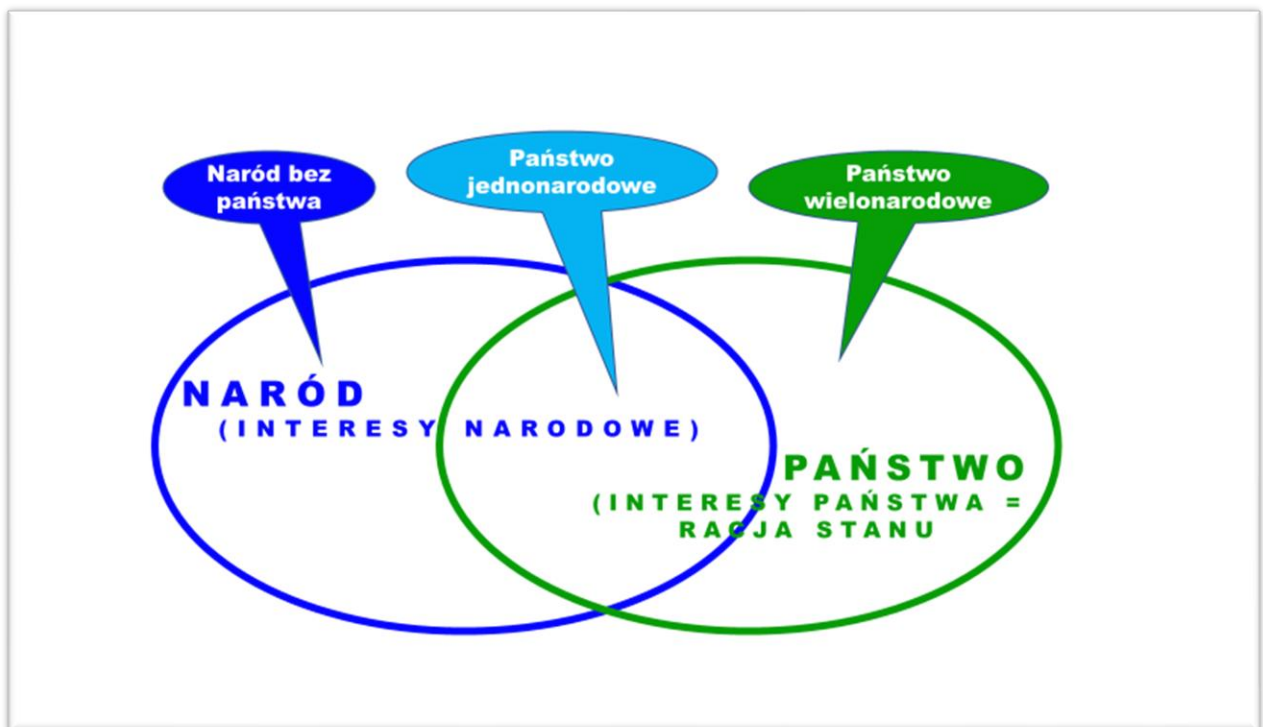 Naród bez
państwa
Państwo
jednonarodowe
Państwo
wielonarodowe
NARÓD
(INTERESY NARODOWE)
PAŃSTWO
(INTERESY PAŃSTWA =
RACJA STANU